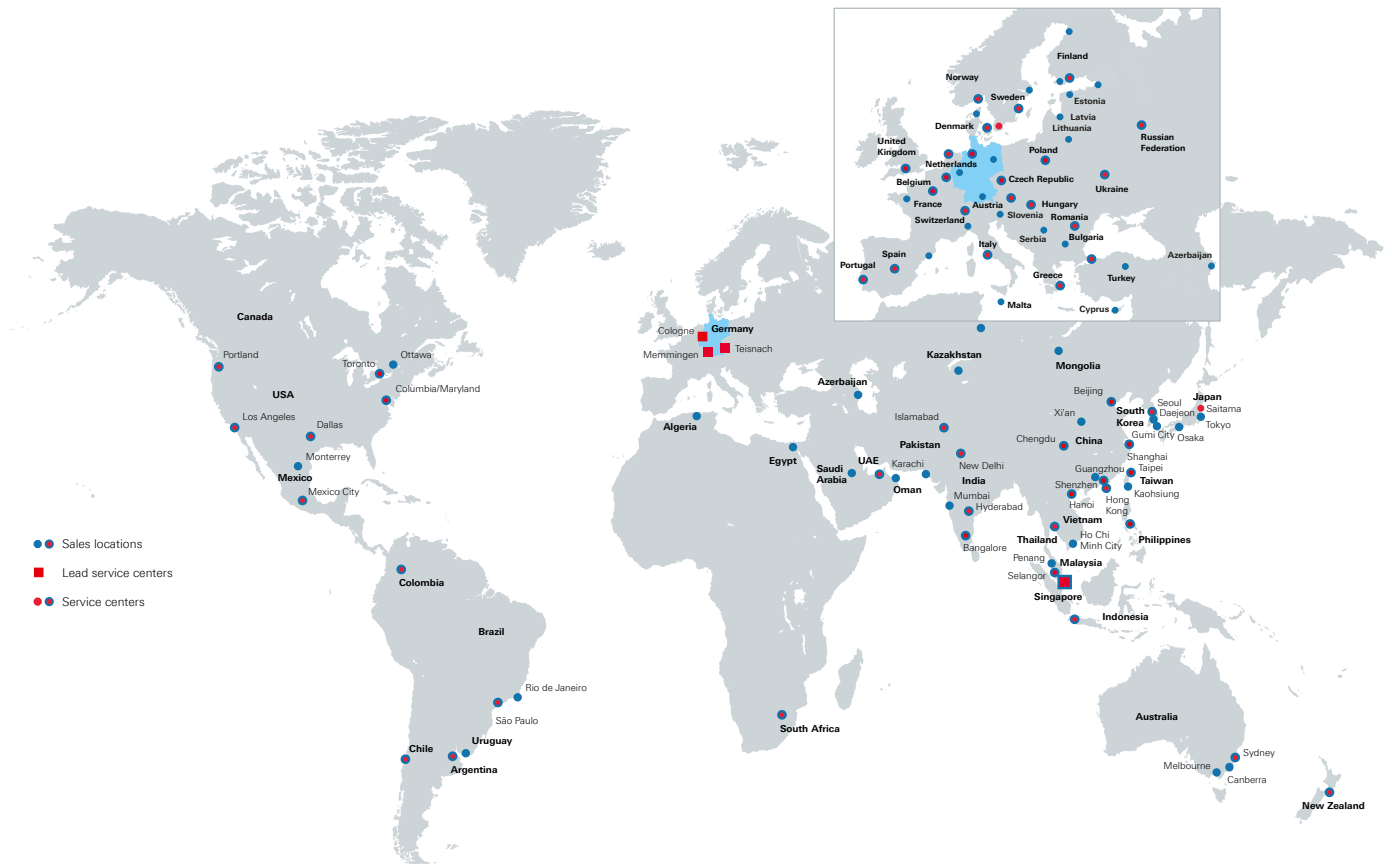 Finland
Norway
Sweden
Estonia
Denmark
Latvia
Lithuania
Russian
Federation
United
Kingdom
Poland
Netherlands
Belgium
Czech Republic
Ukraine
France
Austria
Hungary
Switzerland
Slovenia
Romania
Serbia
Bulgaria
Italy
Spain
Portugal
Azerbaijan
Greece
Turkey
Malta
Cyprus
Canada
Portland
Toronto
Ottawa
USA
Columbia/Maryland
Los Angeles
Dallas
Monterrey
Mexico
Mexico City
Sales locations
Lead service centers
Service centers
Colombia
Brazil
Rio de Janeiro
São Paulo
Uruguay
Chile
Argentina
Cologne
Germany
Memmingen
Teisnach
Algeria
Egypt
Saudi
Arabia
UAE
Oman
Karachi
South Africa
Kazakhstan
Azerbaijan
Mongolia
Islamabad
Pakistan
New Delhi
India
Mumbai
Hyderabad
Bangalore
Beijing
Xi'an
Chengdu
China
South
Korea
Seoul
Daejeon
Gumi City
Japan
Saitama
Tokyo
Osaka
Shanghai
Guangzhou
Taipei
Taiwan
Kaohsiung
Shenzhen
Hong
Kong
Hanoi
Vietnam
Thailand
Ho Chi
Minh City
Philippines
Penang
Malaysia
Selangor
Singapore
Indonesia
Australia
Sydney
Melbourne
Canberra
New Zealand